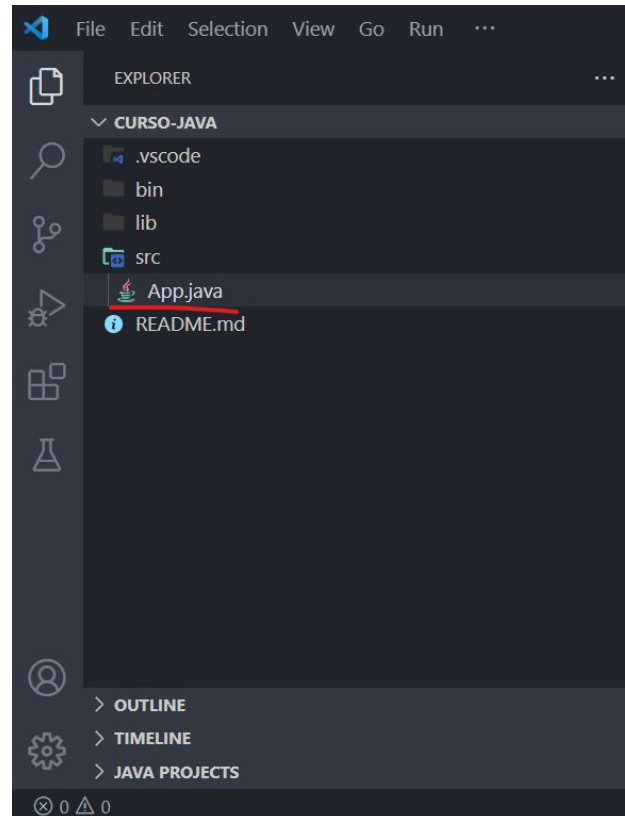 File Edit Selection View Go Run ...
EXPLORER ...
CURSO-JAVA
.vscode
bin
lib
src
App.java
README.md
OUTLINE
TIMELINE
JAVA PROJECTS
0 0